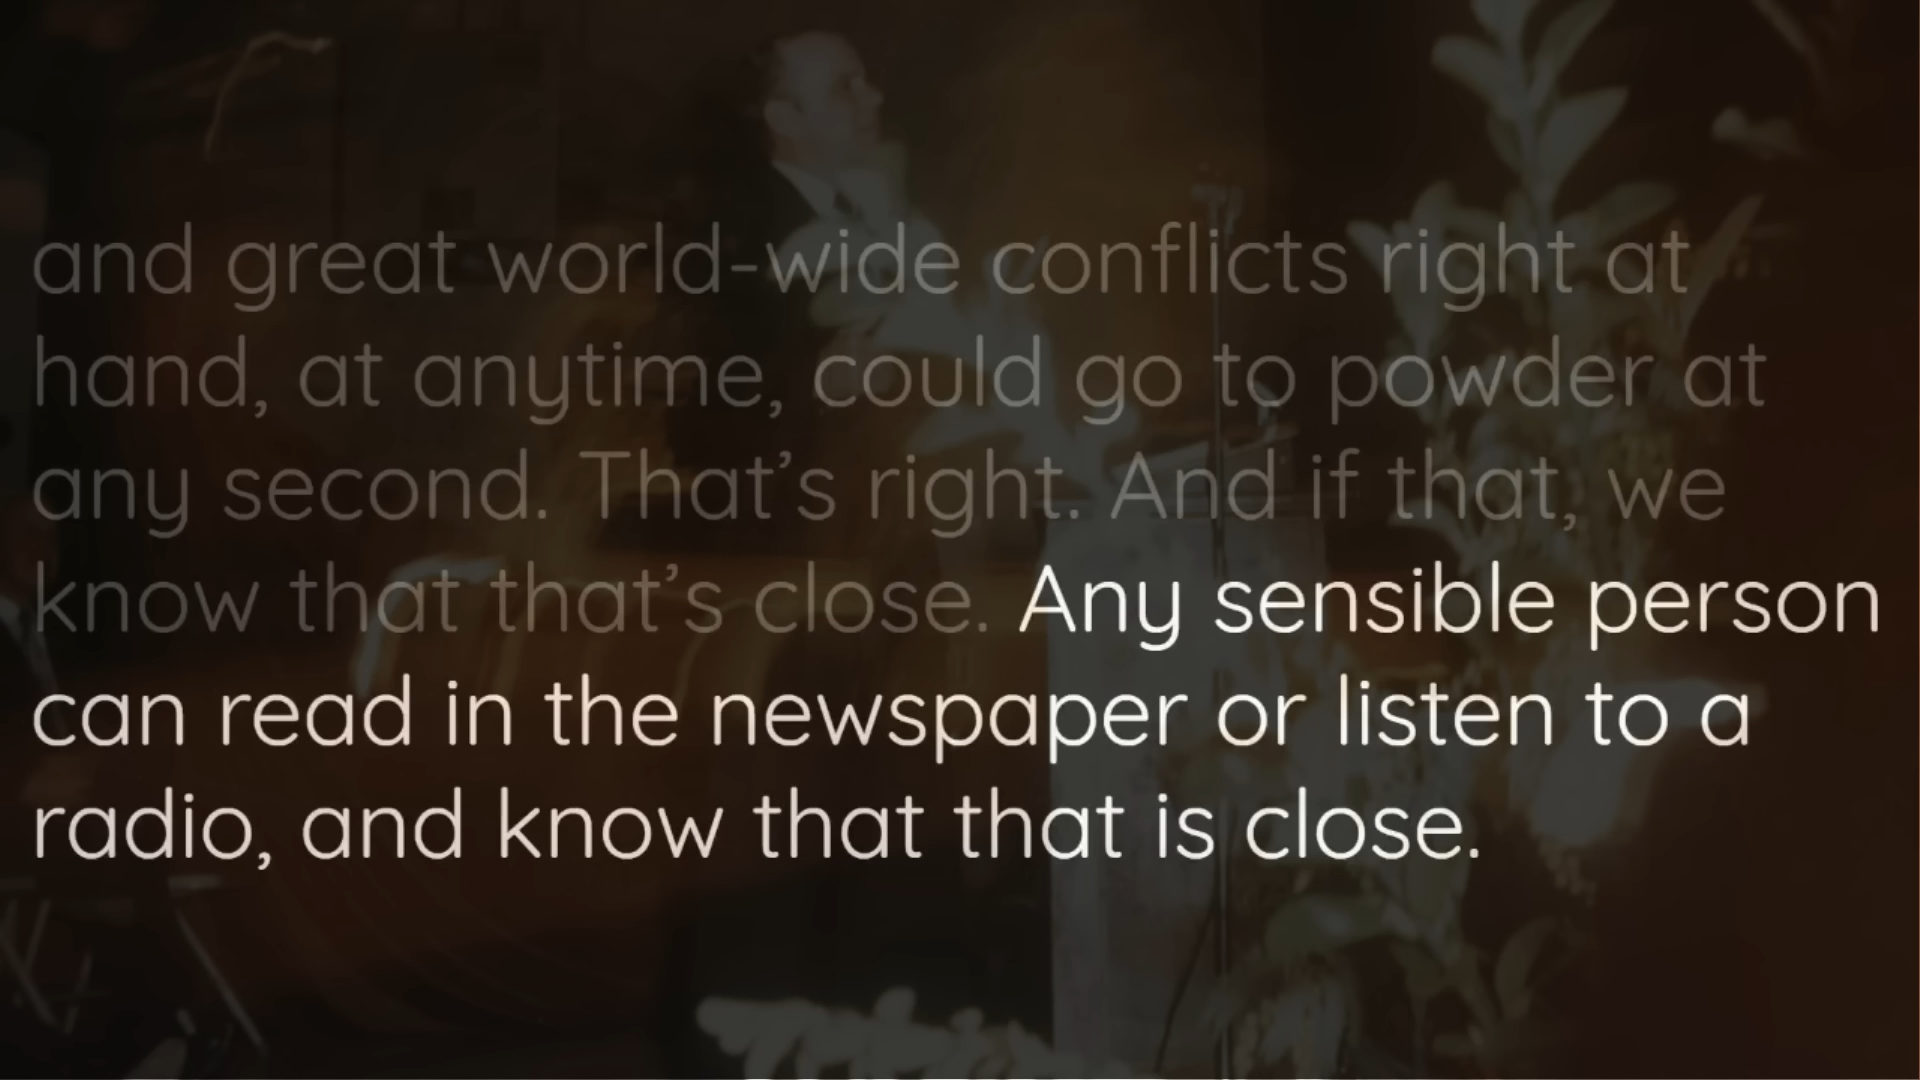 and great world-wide conflicts right at
hand, at anytime, could go to powder at
any second. That’s right. And if that, we
know that that’s close. Any sensible person
can read in the newspaper or listen to a
radio, and know that that is close.